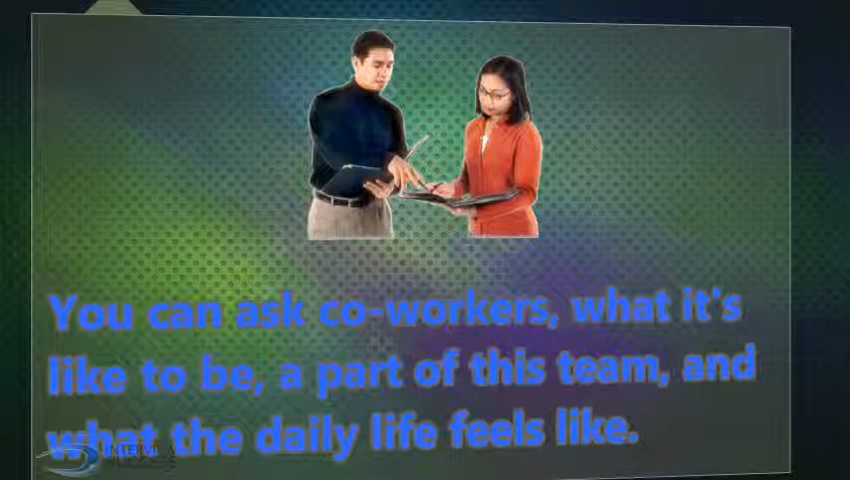 You can ask co-workers, what it's
like to be, a part of this team, and
what the daily life feels like.